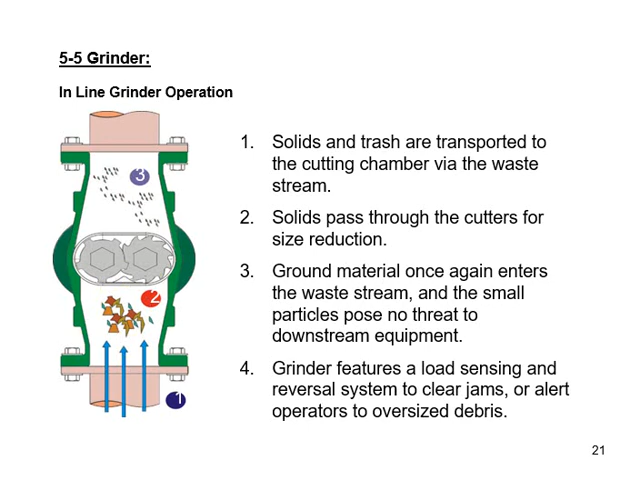 5-5 Grinder:
In Line Grinder Operation
1. Solids and trash are transported to
the cutting chamber via the waste
stream.
2. Solids pass through the cutters for
size reduction.
3. Ground material once again enters
the waste stream, and the small
particles pose no threat to
downstream equipment.
4. Grinder features a load sensing and
reversal system to clear jams, or alert
operators to oversized debris.
3
2
1
21